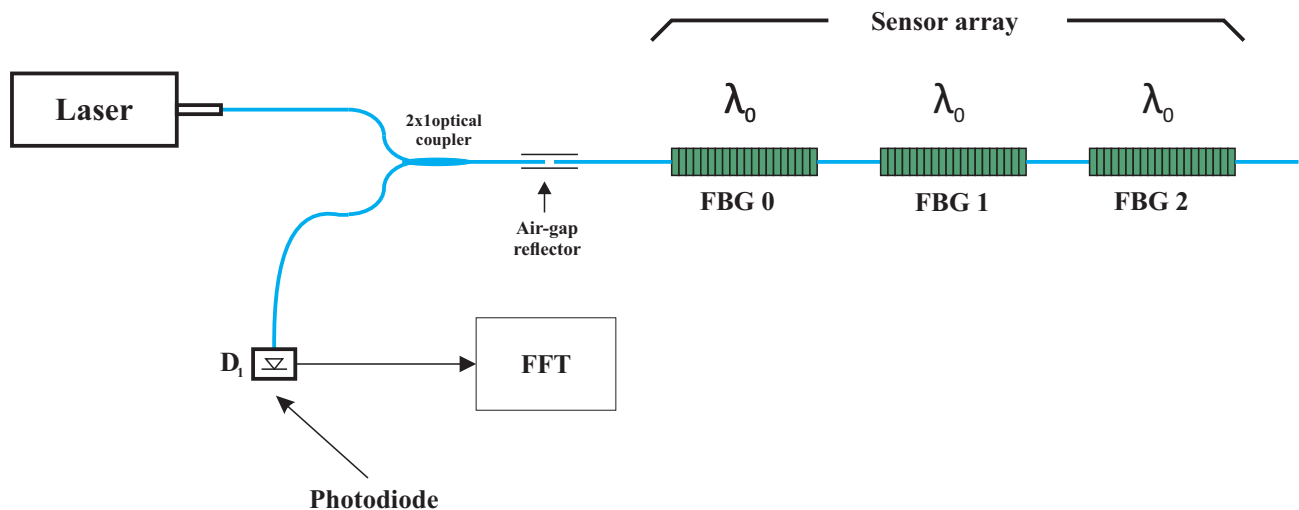 Sensor array
Laser
2x1optical
coupler
λ0
λ0
λ0
FBG 0
FBG 1
FBG 2
Air-gap
reflector
D1
FFT
Photodiode